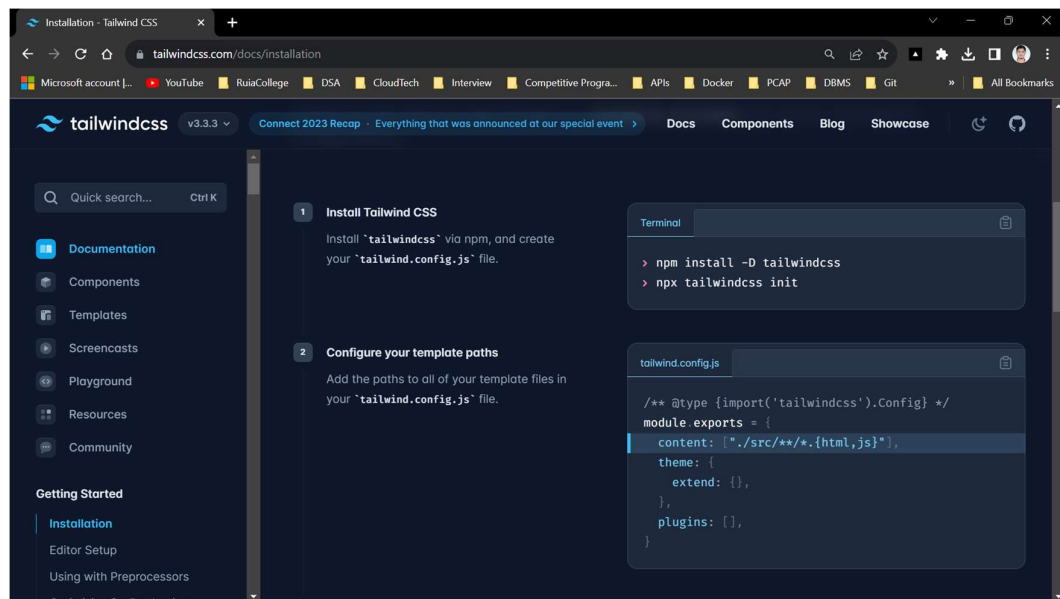 Installation - Tailwind CSS
tailwindcss.com/docs/installation
Microsoft account |... YouTube RuiaCollege DSA CloudTech Interview Competitive Progra... APIs Docker PCAP DBMS Git » All Bookmarks
tailwindcss v3.3.3 Connect 2023 Recap · Everything that was announced at our special event Docs Components Blog Showcase
Quick search... Ctrl K
Documentation
Components
Templates
Screencasts
Playground
Resources
Community
Getting Started
Installation
Editor Setup
Using with Preprocessors
1 Install Tailwind CSS
Install `tailwindcss` via npm, and create
your `tailwind.config.js` file.
Terminal
> npm install -D tailwindcss
> npx tailwindcss init
2 Configure your template paths
Add the paths to all of your template files in
your `tailwind.config.js` file.
tailwind.config.js
/** @type {import('tailwindcss').Config} */
module.exports = {
content: ["./src/**/*.{html,js}"],
theme: {
extend: {},
},
plugins: [],
}